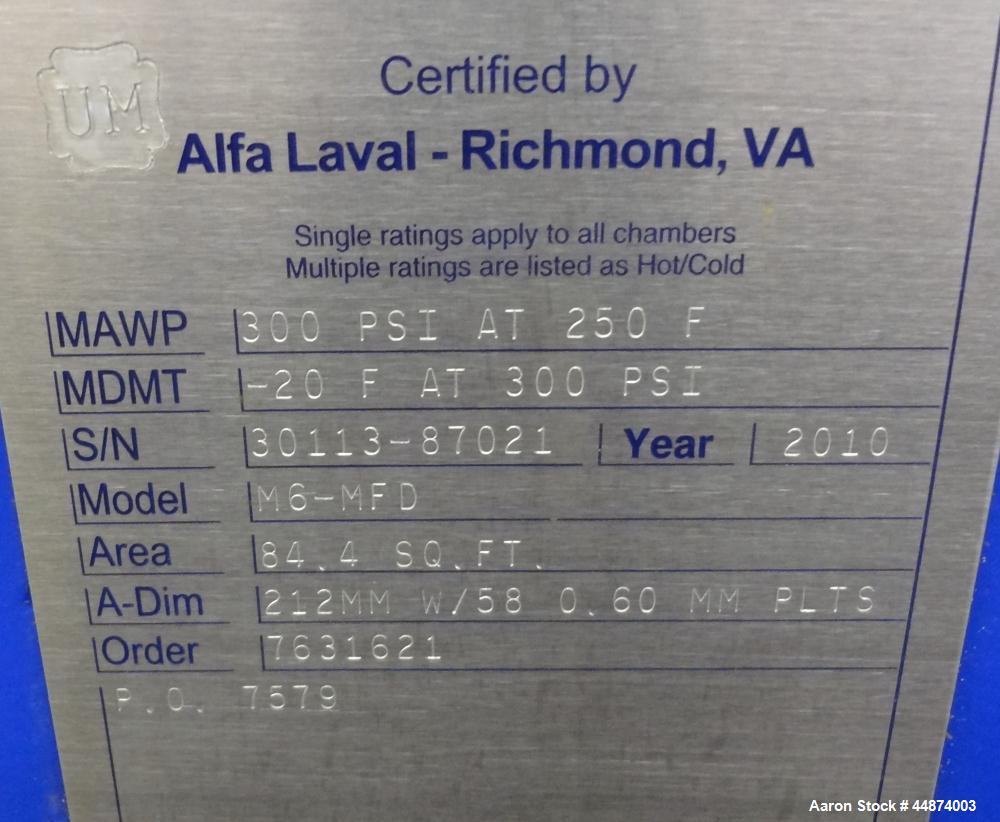 UM
Certified by
Alfa Laval - Richmond, VA
Single ratings apply to all chambers
Multiple ratings are listed as Hot/Cold
MAWP 300 PSI AT 250 F
MDMT -20 F AT 300 PSI
S/N 30113-87021 Year 2010
Model M6-MFD
Area 84.4 SQ.FT.
A-Dim 212MM W/58 0.60 MM PLTS
Order 7631621
P.O. 7579
Aaron Stock # 44874003